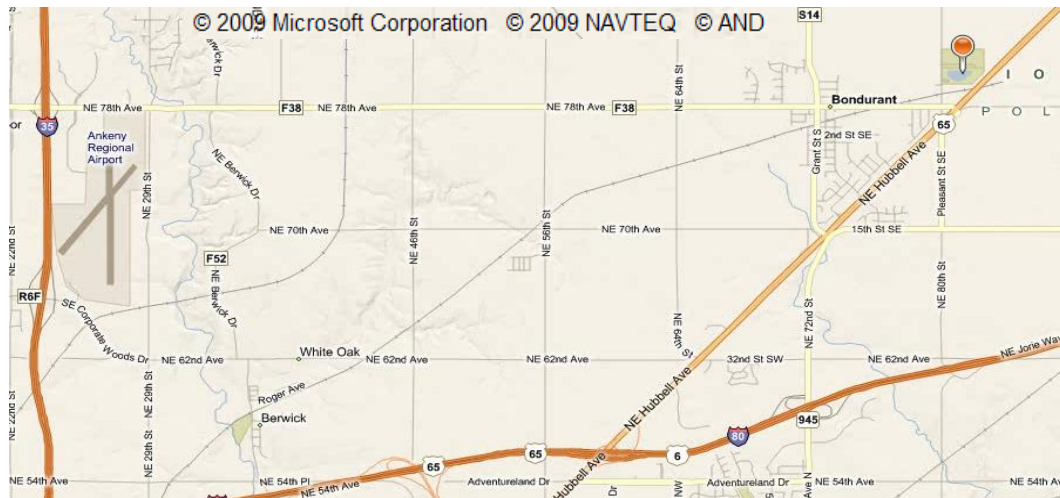 © 2009 Microsoft Corporation © 2009 NAVTEQ © AND
S14
NE 64th St
I O
NE 78th Ave
NE 78th Ave
F38
NE 78th Ave
NE 78th Ave
F38
NE 78th Ave
Bondurant
P O L
35
Ankeny
Regional
Airport
65
2nd St SE
Grant St S
NE Hubbell Ave
Pleasant St SE
NE 29th St
NE Berwick Dr
NE 22nd St
NE 70th Ave
NE 46th St
NE 56th St
NE 70th Ave
15th St SE
F52
NE Berwick Dr
NE 80th St
R6F
SE Corporate Woods Dr
NE 72nd St
NE 64th St
NE Jorie Way
NE 62nd Ave
White Oak
NE 62nd Ave
NE 62nd Ave
32nd St SW
NE 62nd Ave
NE Hubbell Ave
NE 22nd St
NE 29th St
Roger Ave
Berwick
945
80
NE 29th St
65
65
6
NE 54th Ave
NE 54th Pl
NE 54th Ave
Hubbell Ave
Adventureland Dr
Dr
NW
Ave N
NE 54th Ave